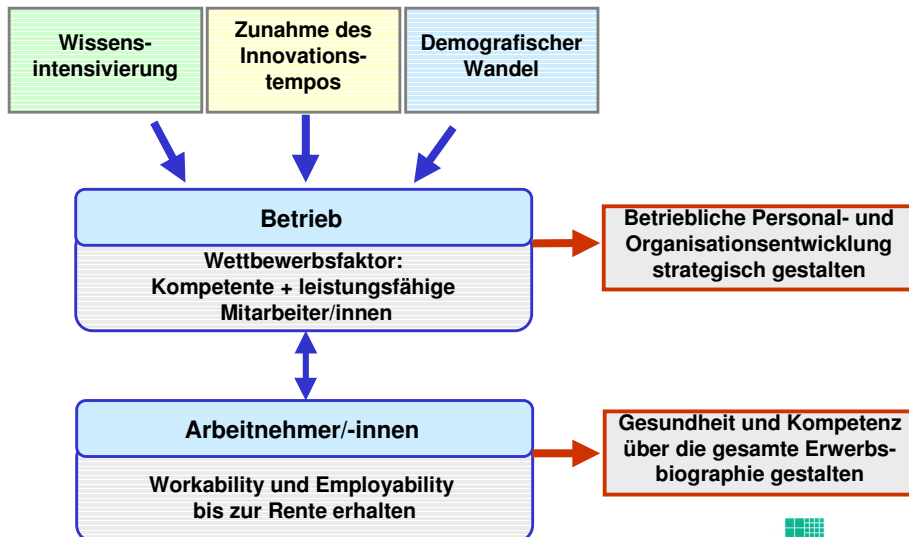 Wissens-
intensivierung
Zunahme des
Innovations-
tempos
Demografischer
Wandel
Betrieb
Wettbewerbsfaktor:
Kompetente + leistungsfähige
Mitarbeiter/innen
Betriebliche Personal- und
Organisationsentwicklung
strategisch gestalten
Arbeitnehmer/-innen
Workability und Employability
bis zur Rente erhalten
Gesundheit und Kompetenz
über die gesamte Erwerbs-
biographie gestalten